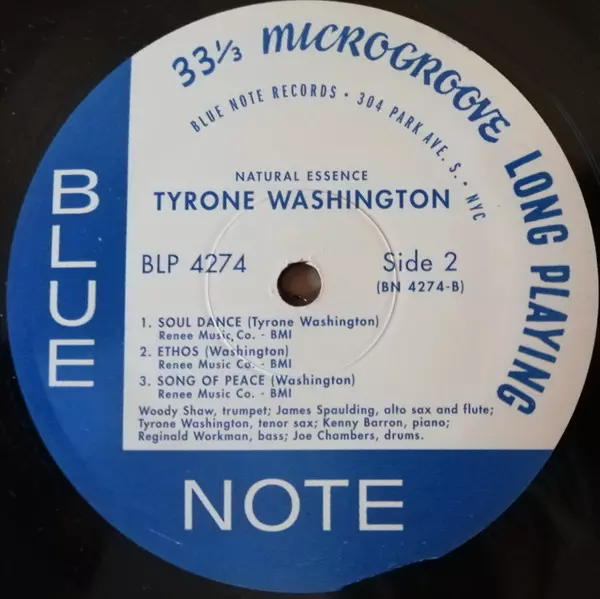 33⅓ MICROGROOVE LONG PLAYING
BLUE NOTE RECORDS • 304 PARK AVE. S. • NYC
NATURAL ESSENCE
TYRONE WASHINGTON
BLP 4274
Side 2
(BN 4274-B)
1. SOUL DANCE (Tyrone Washington)
Renee Music Co. - BMI
2. ETHOS (Washington)
Renee Music Co. - BMI
3. SONG OF PEACE (Washington)
Renee Music Co. - BMI
Woody Shaw, trumpet; James Spaulding, alto sax and flute;
Tyrone Washington, tenor sax; Kenny Barron, piano;
Reginald Workman, bass; Joe Chambers, drums.
BLUE
NOTE